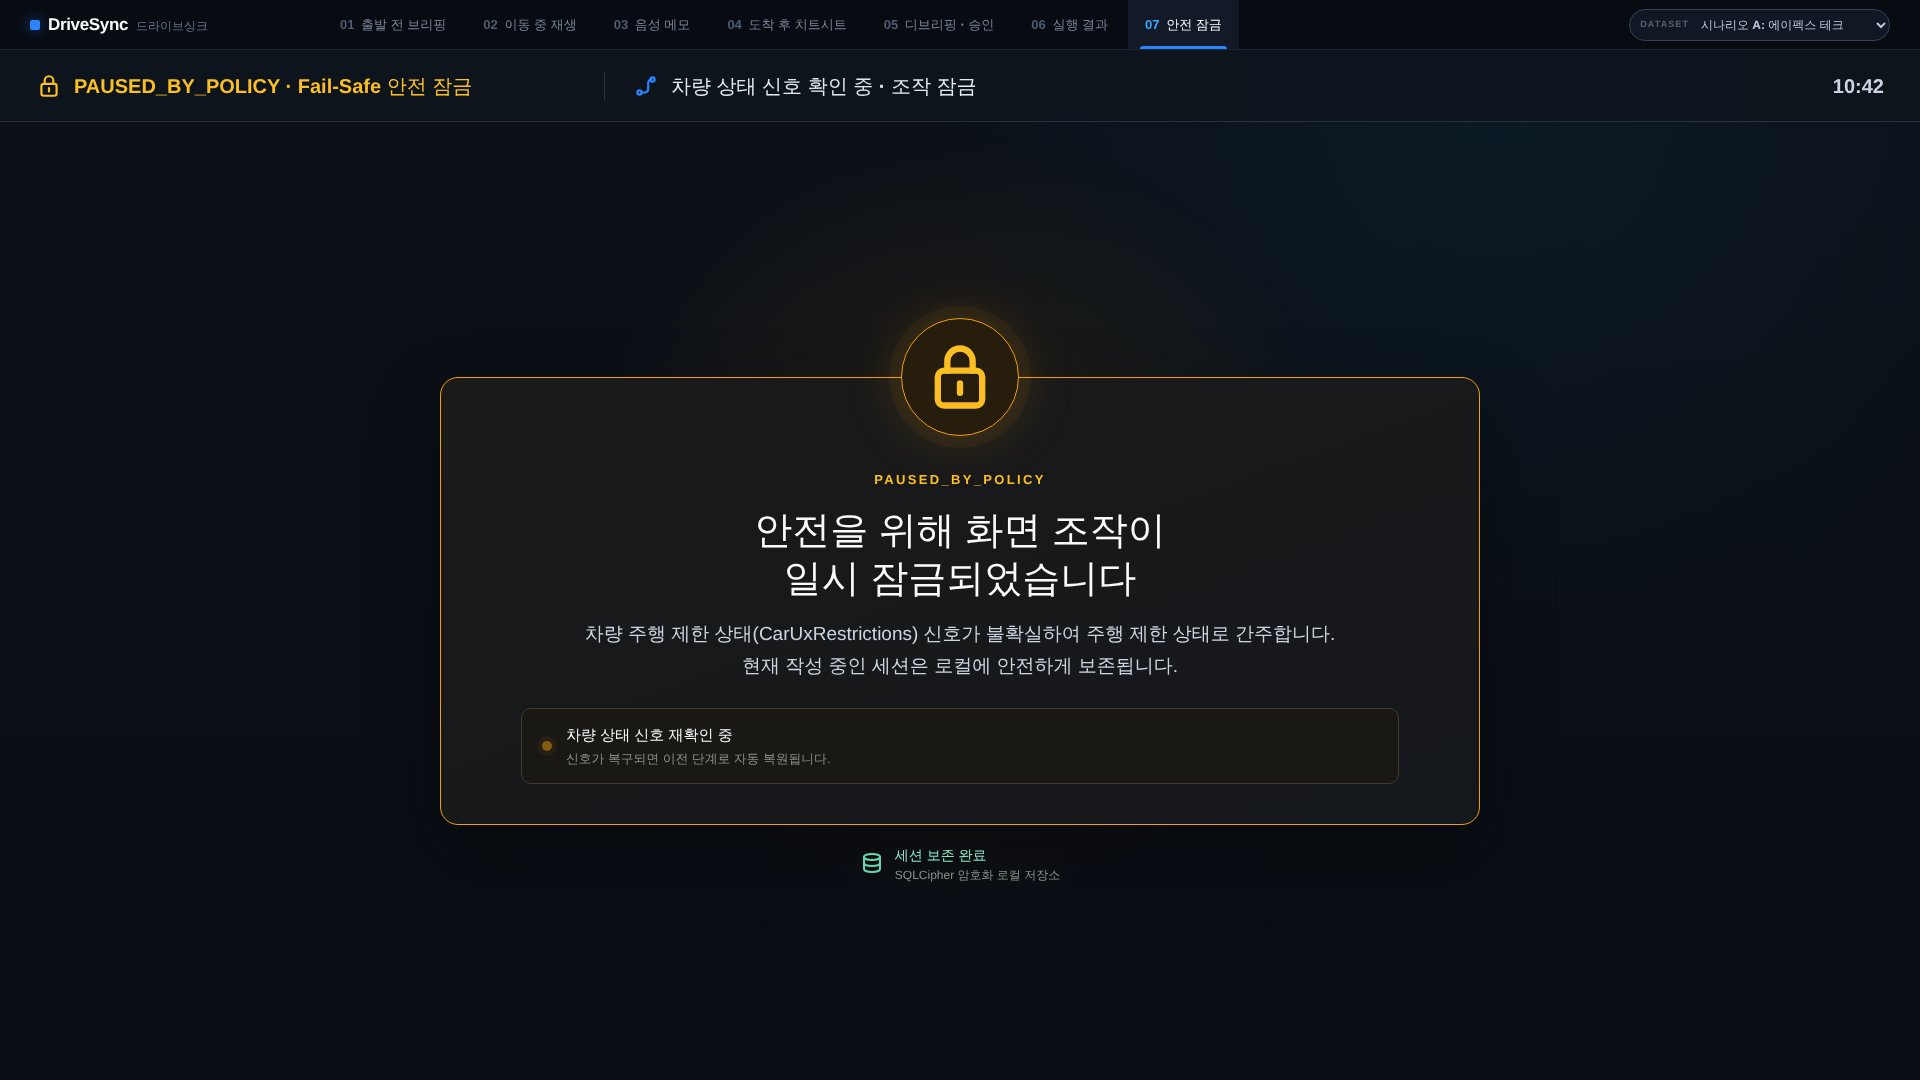 DriveSync 드라이브싱크
01 출발 전 브리핑
02 이동 중 재생
03 음성 메모
04 도착 후 치트시트
05 디브리핑 · 승인
06 실행 결과
07 안전 잠금
DATASET 시나리오 A: 에이펙스 테크
PAUSED_BY_POLICY · Fail-Safe 안전 잠금
차량 상태 신호 확인 중 · 조작 잠금
10:42
PAUSED_BY_POLICY
안전을 위해 화면 조작이
일시 잠금되었습니다
차량 주행 제한 상태(CarUxRestrictions) 신호가 불확실하여 주행 제한 상태로 간주합니다.
현재 작성 중인 세션은 로컬에 안전하게 보존됩니다.
차량 상태 신호 재확인 중
신호가 복구되면 이전 단계로 자동 복원됩니다.
세션 보존 완료
SQLCipher 암호화 로컬 저장소